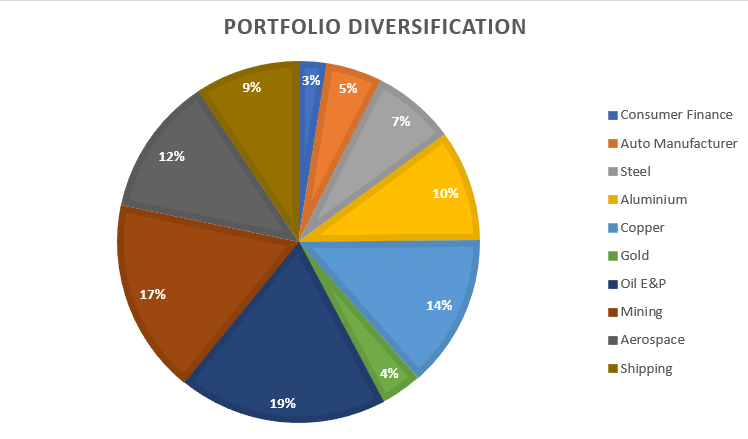 PORTFOLIO DIVERSIFICATION
3%
5%
7%
10%
14%
4%
19%
17%
12%
9%
Consumer Finance
Auto Manufacturer
Steel
Aluminium
Copper
Gold
Oil E&P
Mining
Aerospace
Shipping